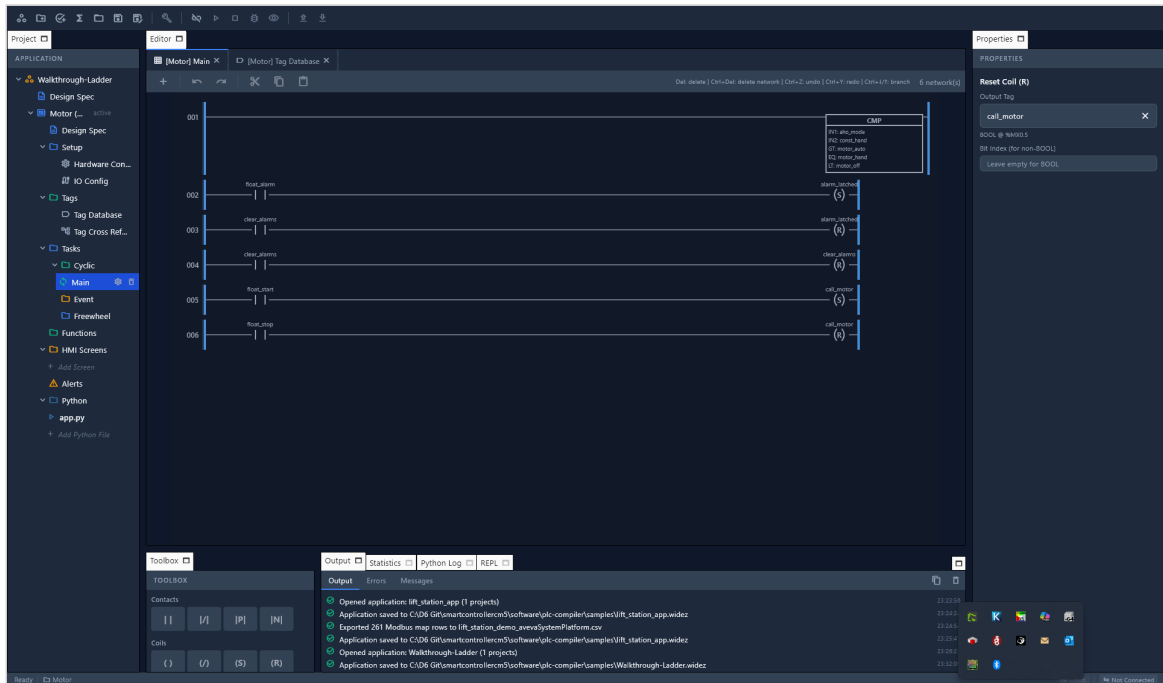 Project
Editor
Properties
APPLICATION
Walkthrough-Ladder
Design Spec
Motor (... active
Design Spec
Setup
Hardware Con...
IO Config
Tags
Tag Database
Tag Cross Ref...
Tasks
Cyclic
Main
Event
Freewheel
Functions
HMI Screens
+ Add Screen
Alerts
Python
app.py
+ Add Python File
[Motor] Main ×
[Motor] Tag Database ×
Del: delete | Ctrl+Del: delete network | Ctrl+Z: undo | Ctrl+Y: redo | Ctrl+J/T: branch 6 network(s)
001
CMP
IN1: aho_mode
IN2: const_hand
GT: motor_auto
EQ: motor_hand
LT: motor_off
float_alarm alarm_latched
002 (S)
clear_alarms alarm_latched
003 (R)
clear_alarms clear_alarms
004 (R)
float_start call_motor
005 (S)
float_stop call_motor
006 (R)
PROPERTIES
Reset Coil (R)
Output Tag
call_motor ×
BOOL @ %MX0.5
Bit Index (for non-BOOL)
Leave empty for BOOL
Toolbox
TOOLBOX
Contacts
| | |/| |P| |N|
Coils
( ) (/) (S) (R)
Output Statistics Python Log REPL
Output Errors Messages
Opened application: lift_station_app (1 projects)
Application saved to C:\D6 Git\smartcontrollercm5\software\plc-compiler\samples\lift_station_app.widez
Exported 261 Modbus map rows to lift_station_demo_avevaSystemPlatform.csv
Application saved to C:\D6 Git\smartcontrollercm5\software\plc-compiler\samples\lift_station_app.widez
Opened application: Walkthrough-Ladder (1 projects)
Application saved to C:\D6 Git\smartcontrollercm5\software\plc-compiler\samples\Walkthrough-Ladder.widez
Ready Motor
Not Connected